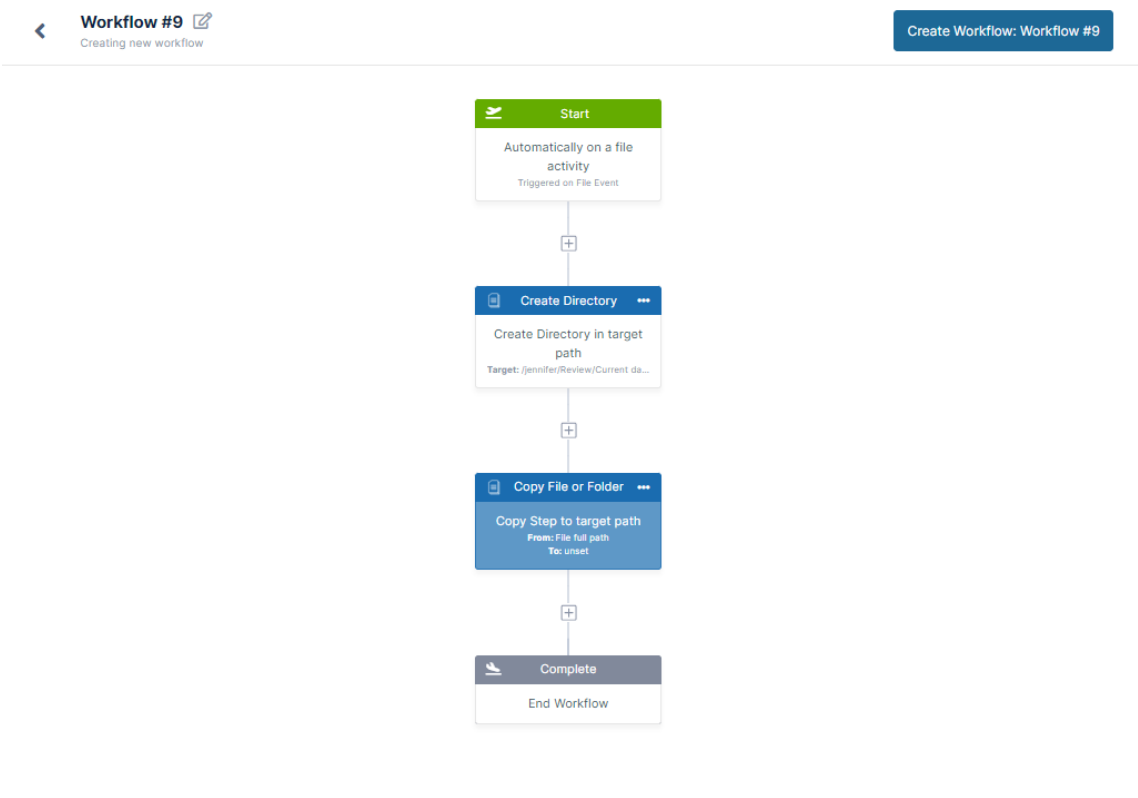 Workflow #9
Creating new workflow
Create Workflow: Workflow #9
Start
Automatically on a file
activity
Triggered on File Event
Create Directory
Create Directory in target
path
Target: /jennifer/Review/Current da...
Copy File or Folder
Copy Step to target path
From: File full path
To: unset
Complete
End Workflow